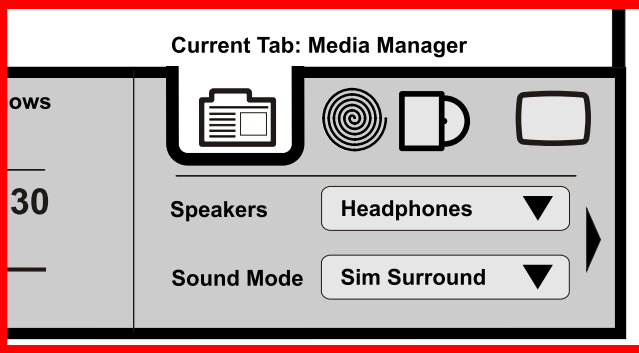 Current Tab: Media Manager
ows
30
Speakers
Headphones
Sound Mode
Sim Surround